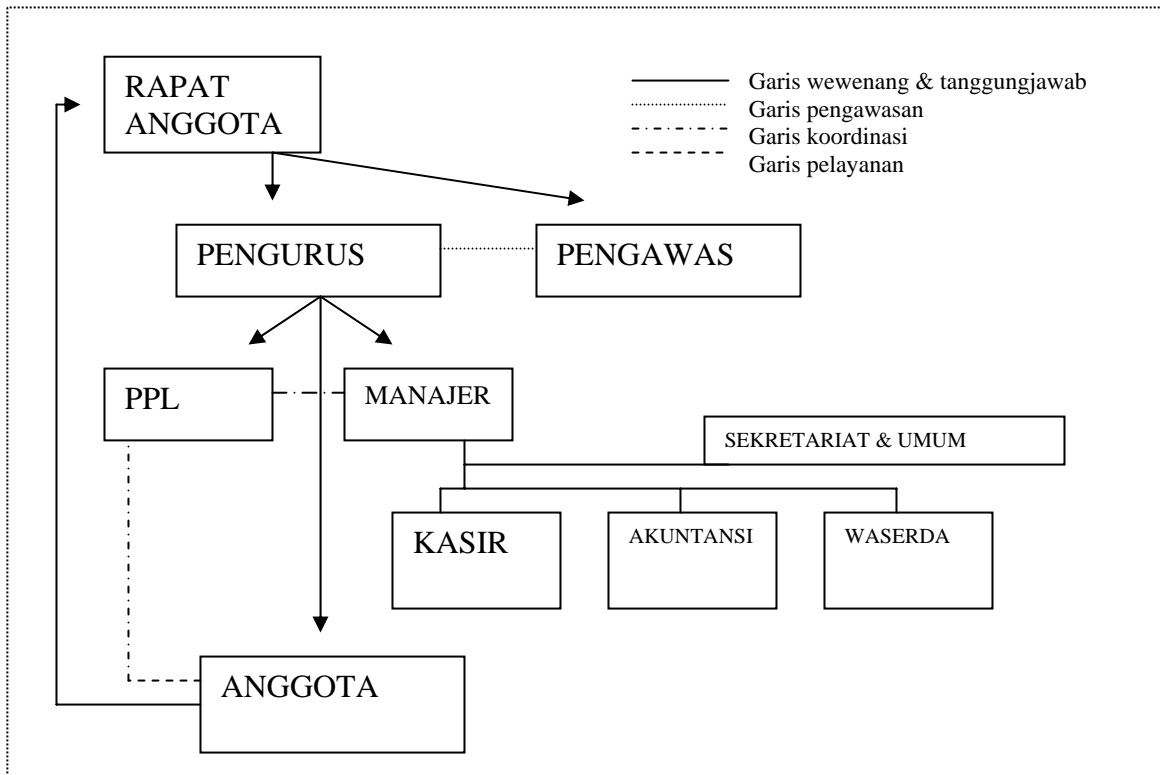 RAPAT
ANGGOTA
Garis wewenang & tanggungjawab
Garis pengawasan
Garis koordinasi
Garis pelayanan
PENGURUS
PENGAWAS
PPL
MANAJER
SEKRETARIAT & UMUM
KASIR
AKUNTANSI
WASERDA
ANGGOTA